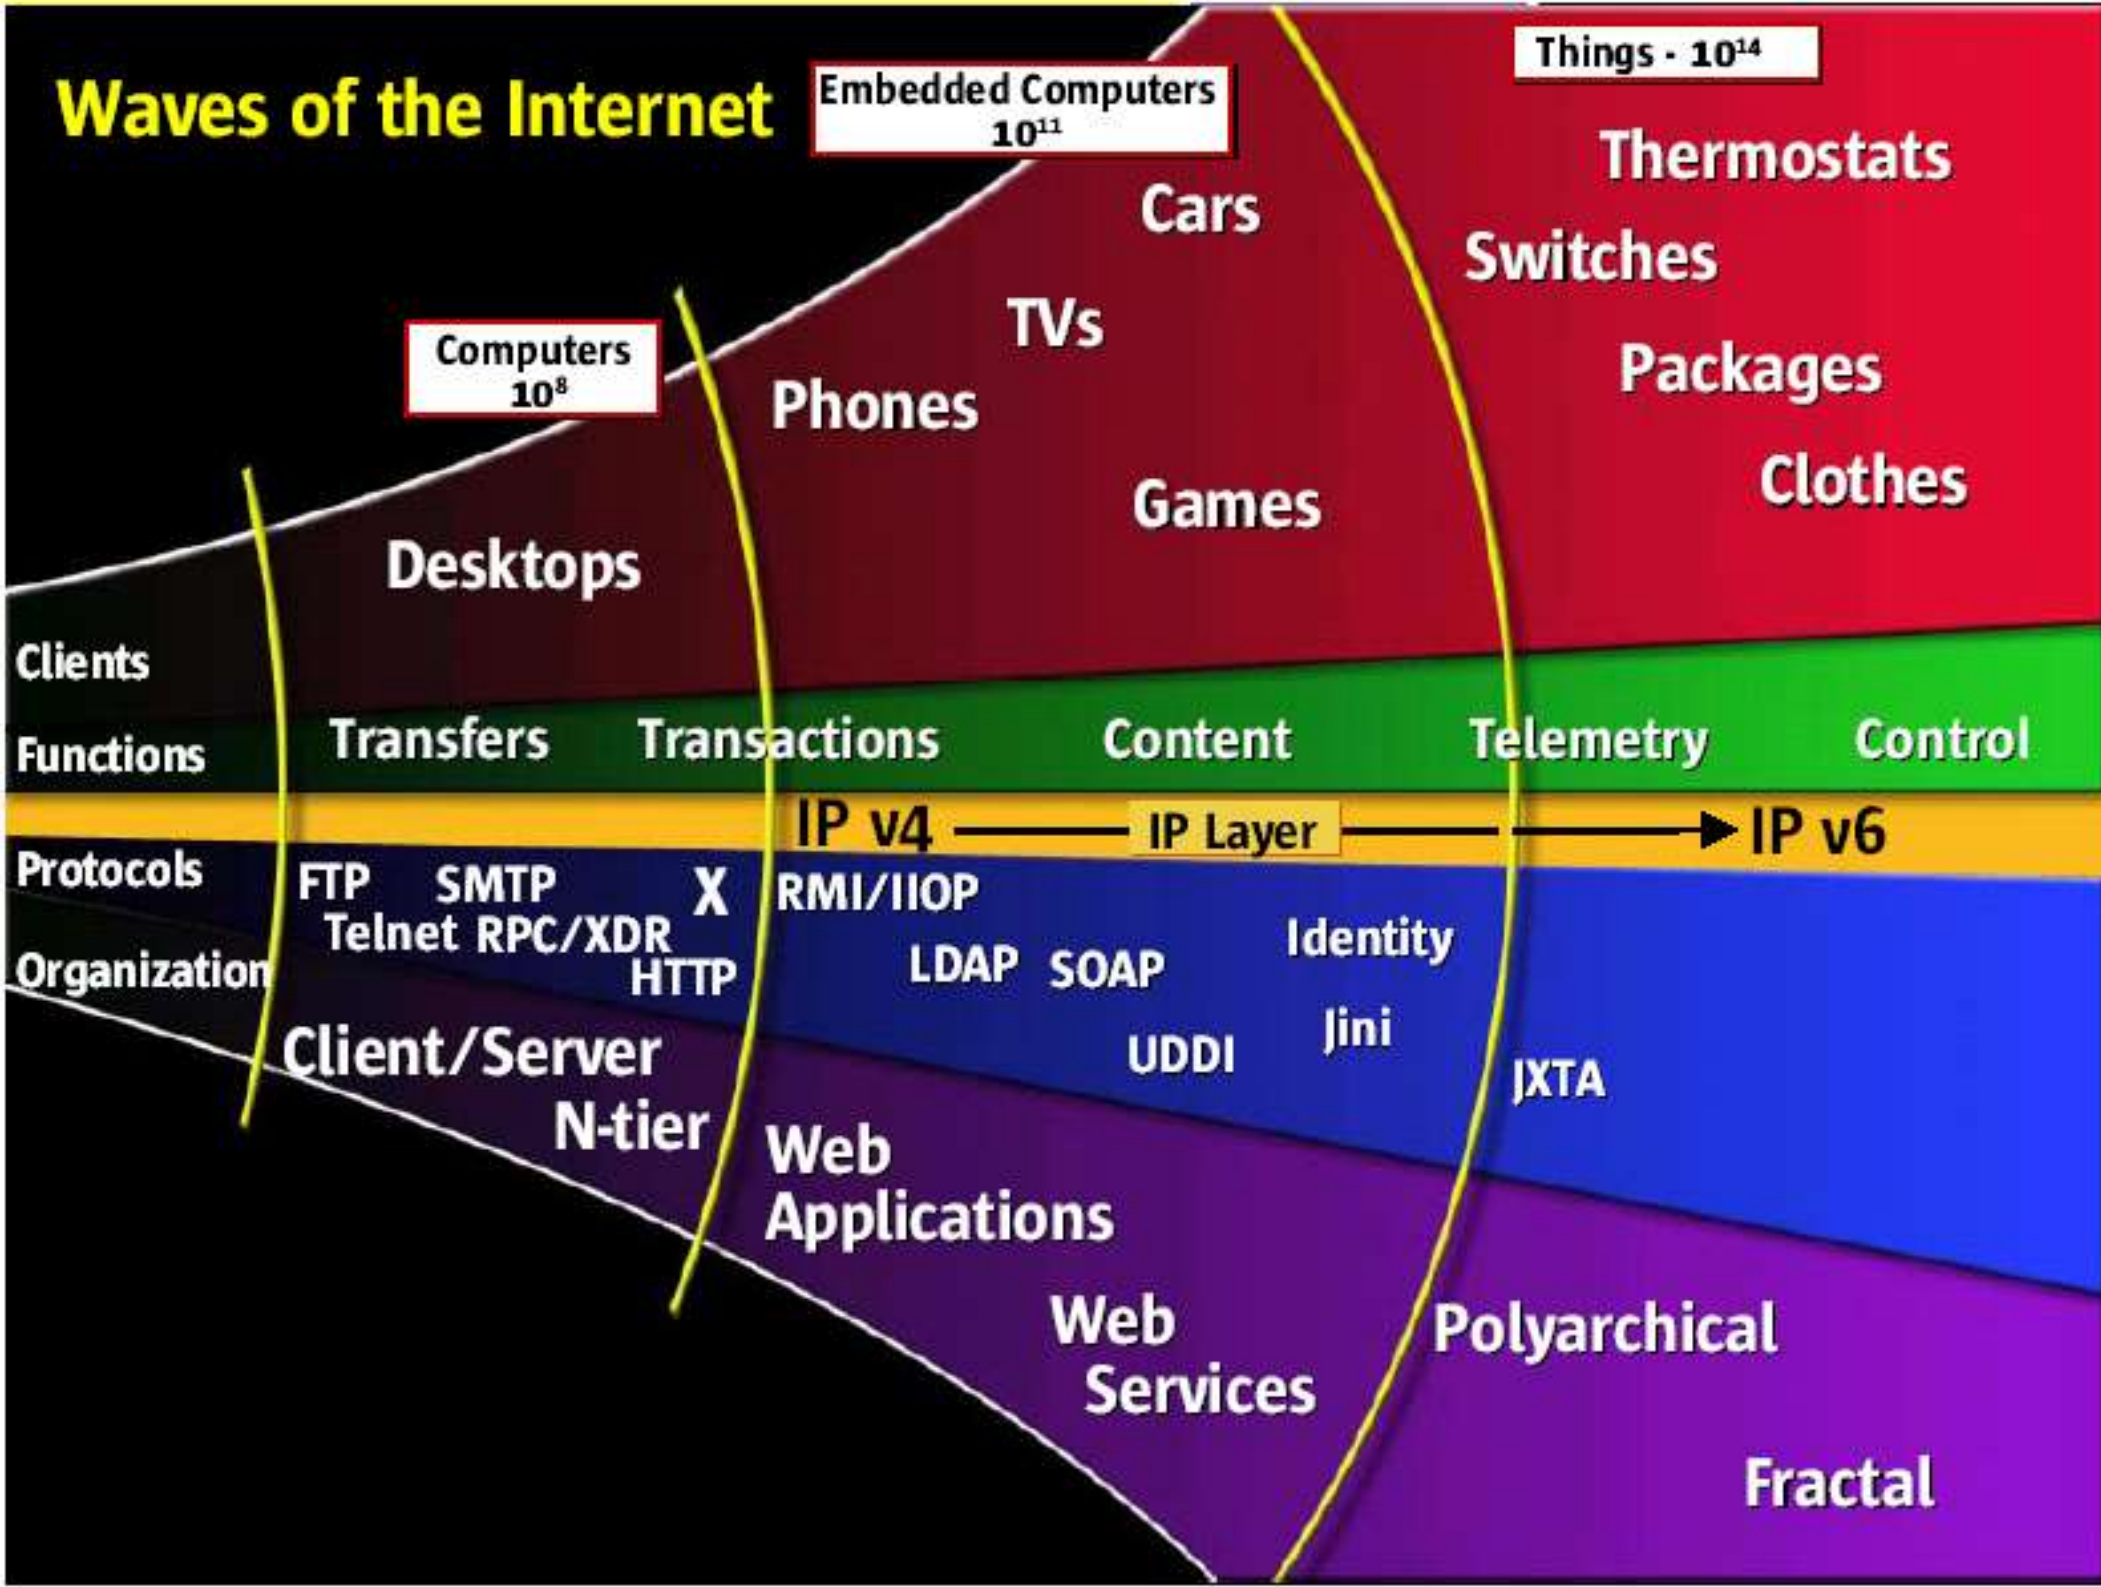 Waves of the Internet
Embedded Computers
10¹¹
Things - 10¹⁴
Thermostats
Cars
Switches
TVs
Computers
10⁸
Packages
Phones
Clothes
Games
Desktops
Clients
Functions
Transfers
Transactions
Content
Telemetry
Control
IP v4
IP Layer
IP v6
Protocols
FTP
SMTP
X
RMI/IIOP
Telnet RPC/XDR
Identity
HTTP
LDAP
SOAP
Organization
Jini
Client/Server
UDDI
JXTA
N-tier
Web
Applications
Web
Services
Polyarchical
Fractal